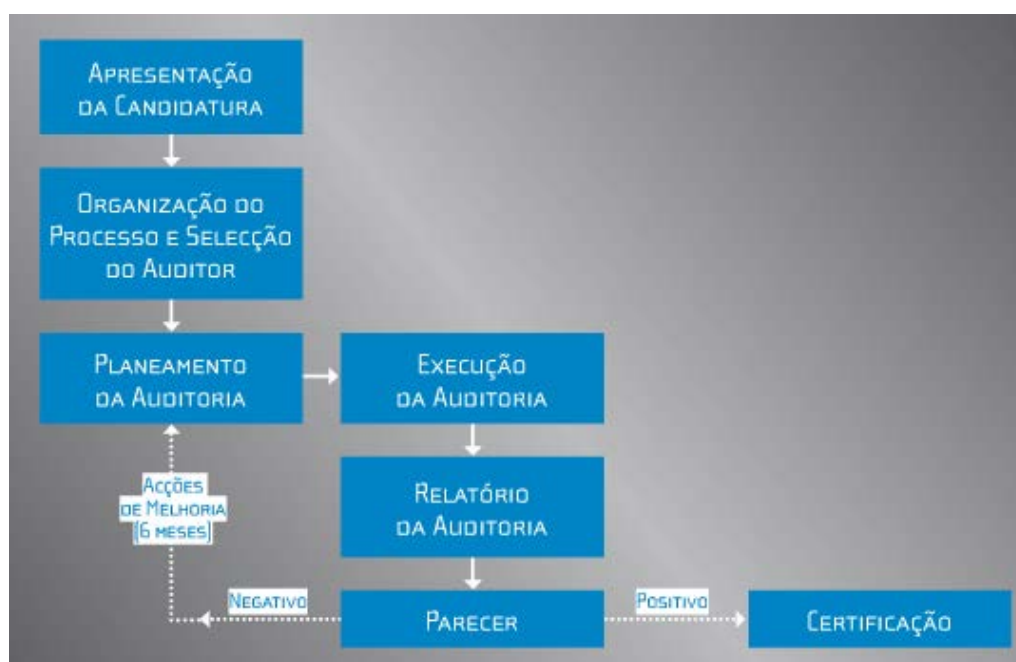 Apresentação
da Candidatura
Organização do
Processo e Selecção
do Auditor
Planeamento
da Auditoria
Execução
da Auditoria
Acções
de Melhoria
(6 meses)
Relatório
da Auditoria
Negativo
Parecer
Positivo
Certificação